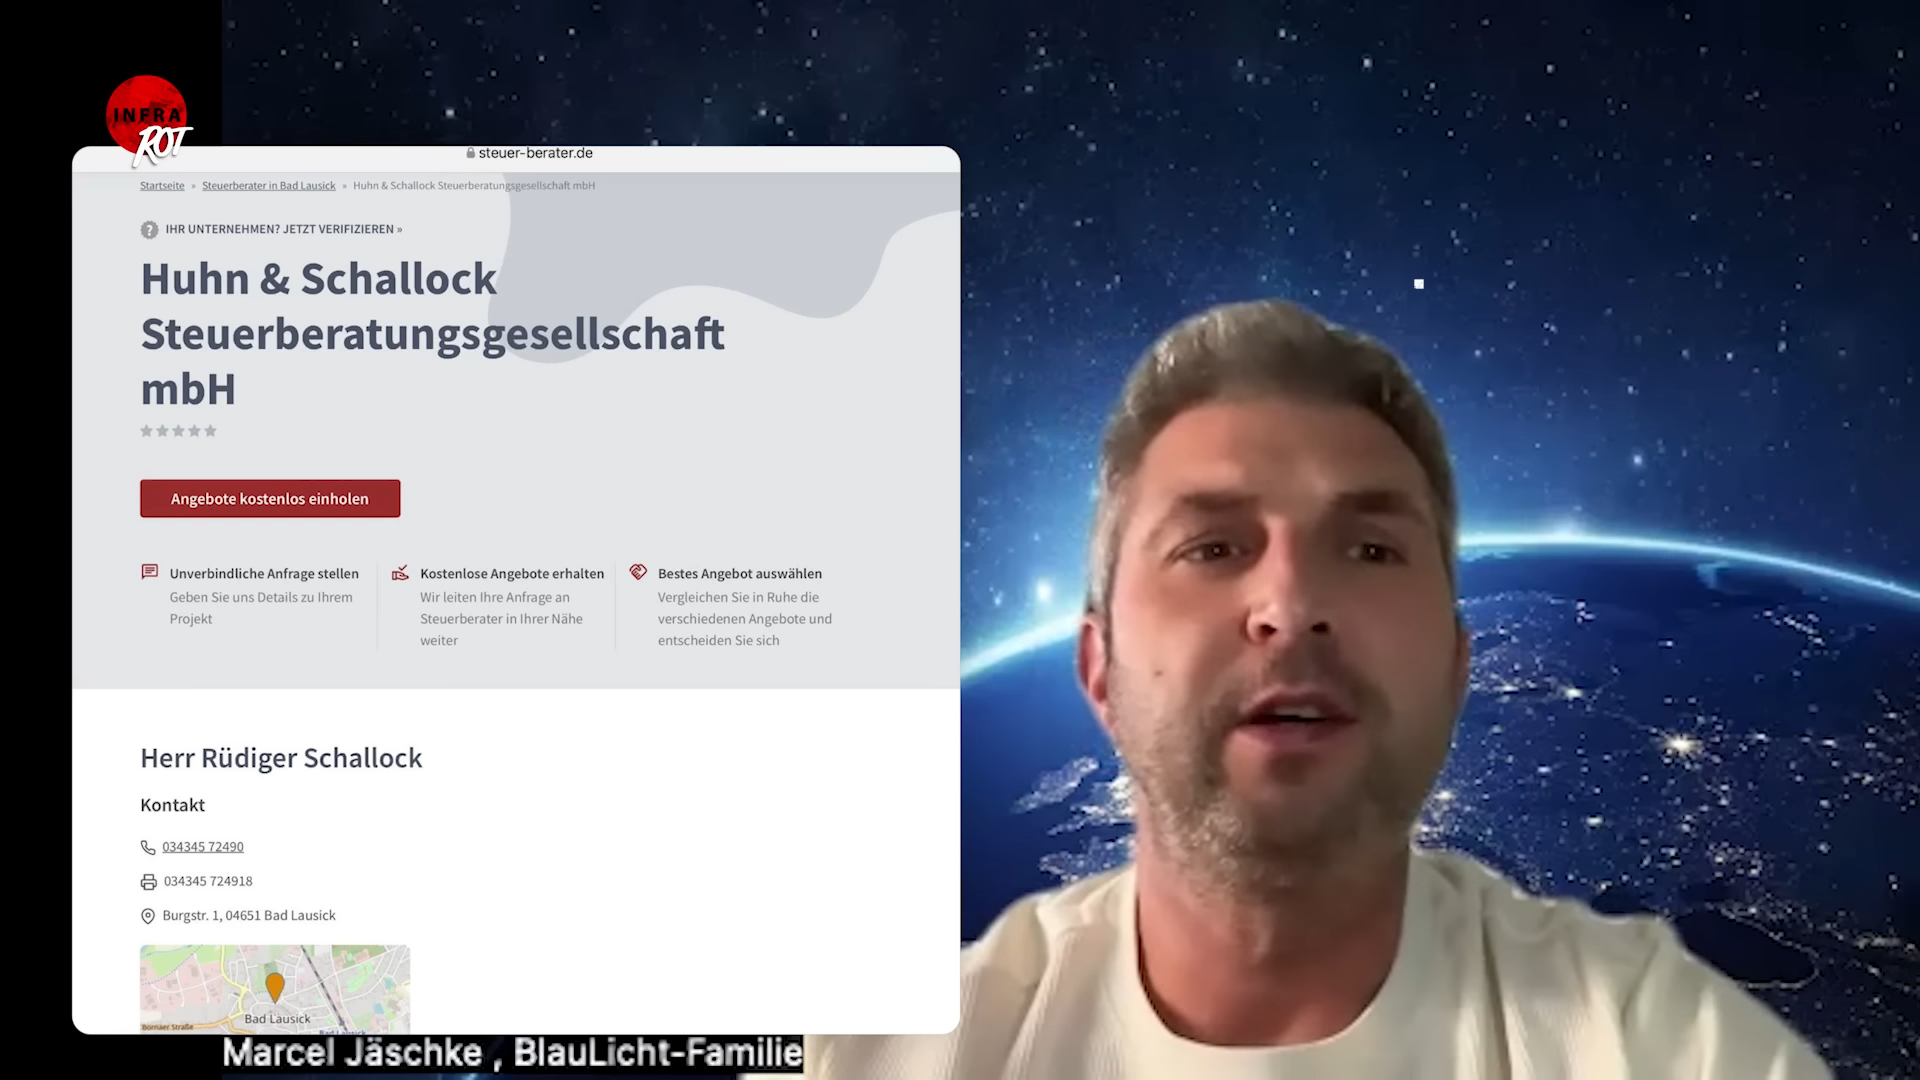 INFRA
ROT
steuer-berater.de
Startseite » Steuerberater in Bad Lausick » Huhn & Schallock Steuerberatungsgesellschaft mbH
? IHR UNTERNEHMEN? JETZT VERIFIZIEREN »
Huhn & Schallock
Steuerberatungsgesellschaft
mbH
Angebote kostenlos einholen
Unverbindliche Anfrage stellen
Geben Sie uns Details zu Ihrem
Projekt
Kostenlose Angebote erhalten
Wir leiten Ihre Anfrage an
Steuerberater in Ihrer Nähe
weiter
Bestes Angebot auswählen
Vergleichen Sie in Ruhe die
verschiedenen Angebote und
entscheiden Sie sich
Herr Rüdiger Schallock
Kontakt
034345 72490
034345 724918
Burgstr. 1, 04651 Bad Lausick
Bad Lausick
Bornaer Straße
Bad Lausick
Marcel Jäschke , BlauLicht-Familie